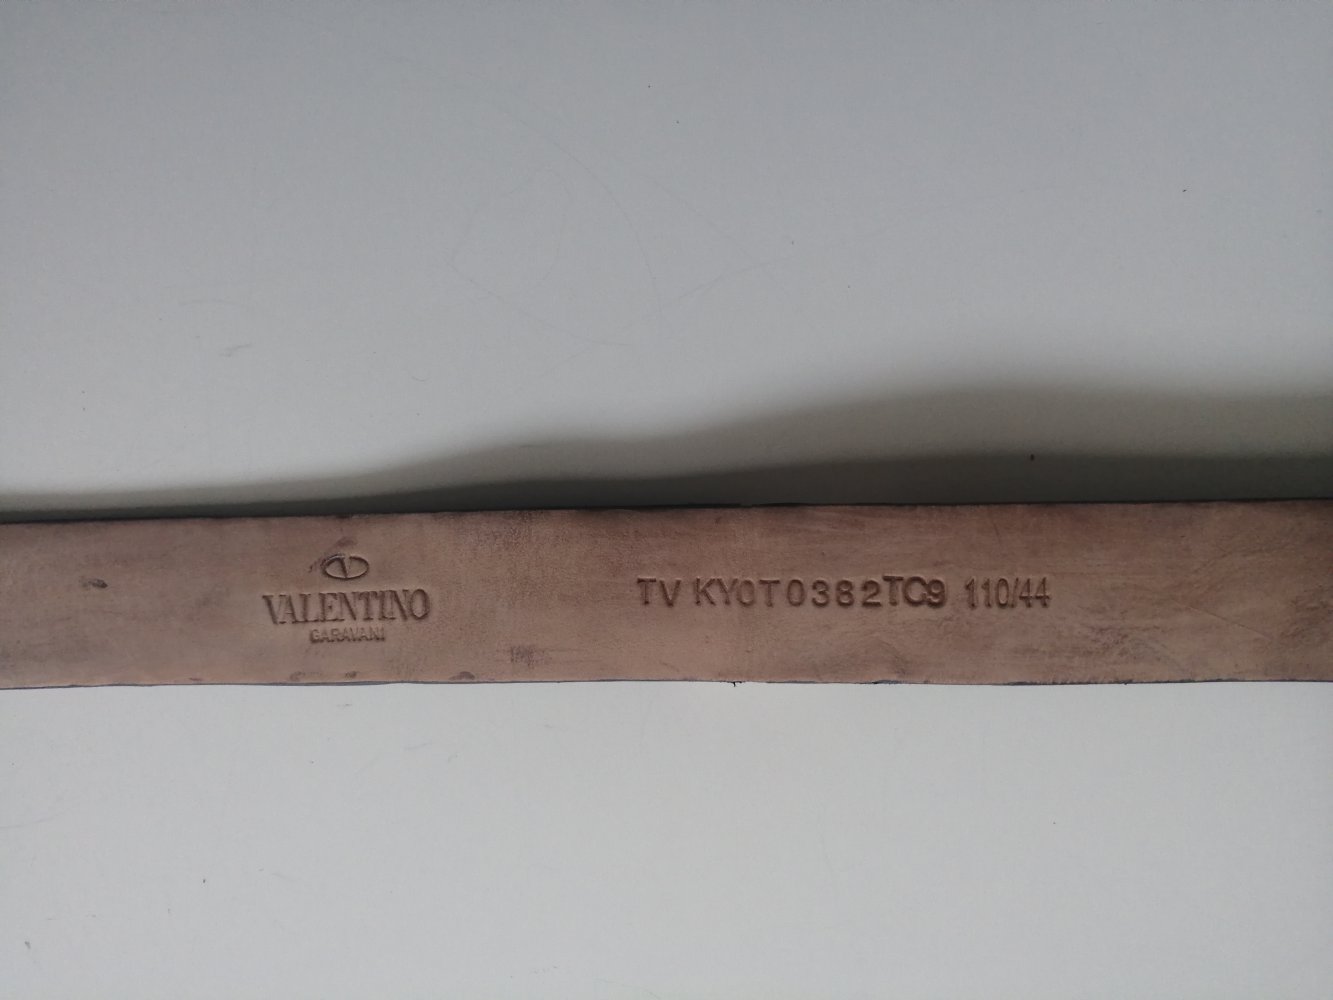 VALENTINO
GARAVANI
TV KY0T0382TC9 110/44